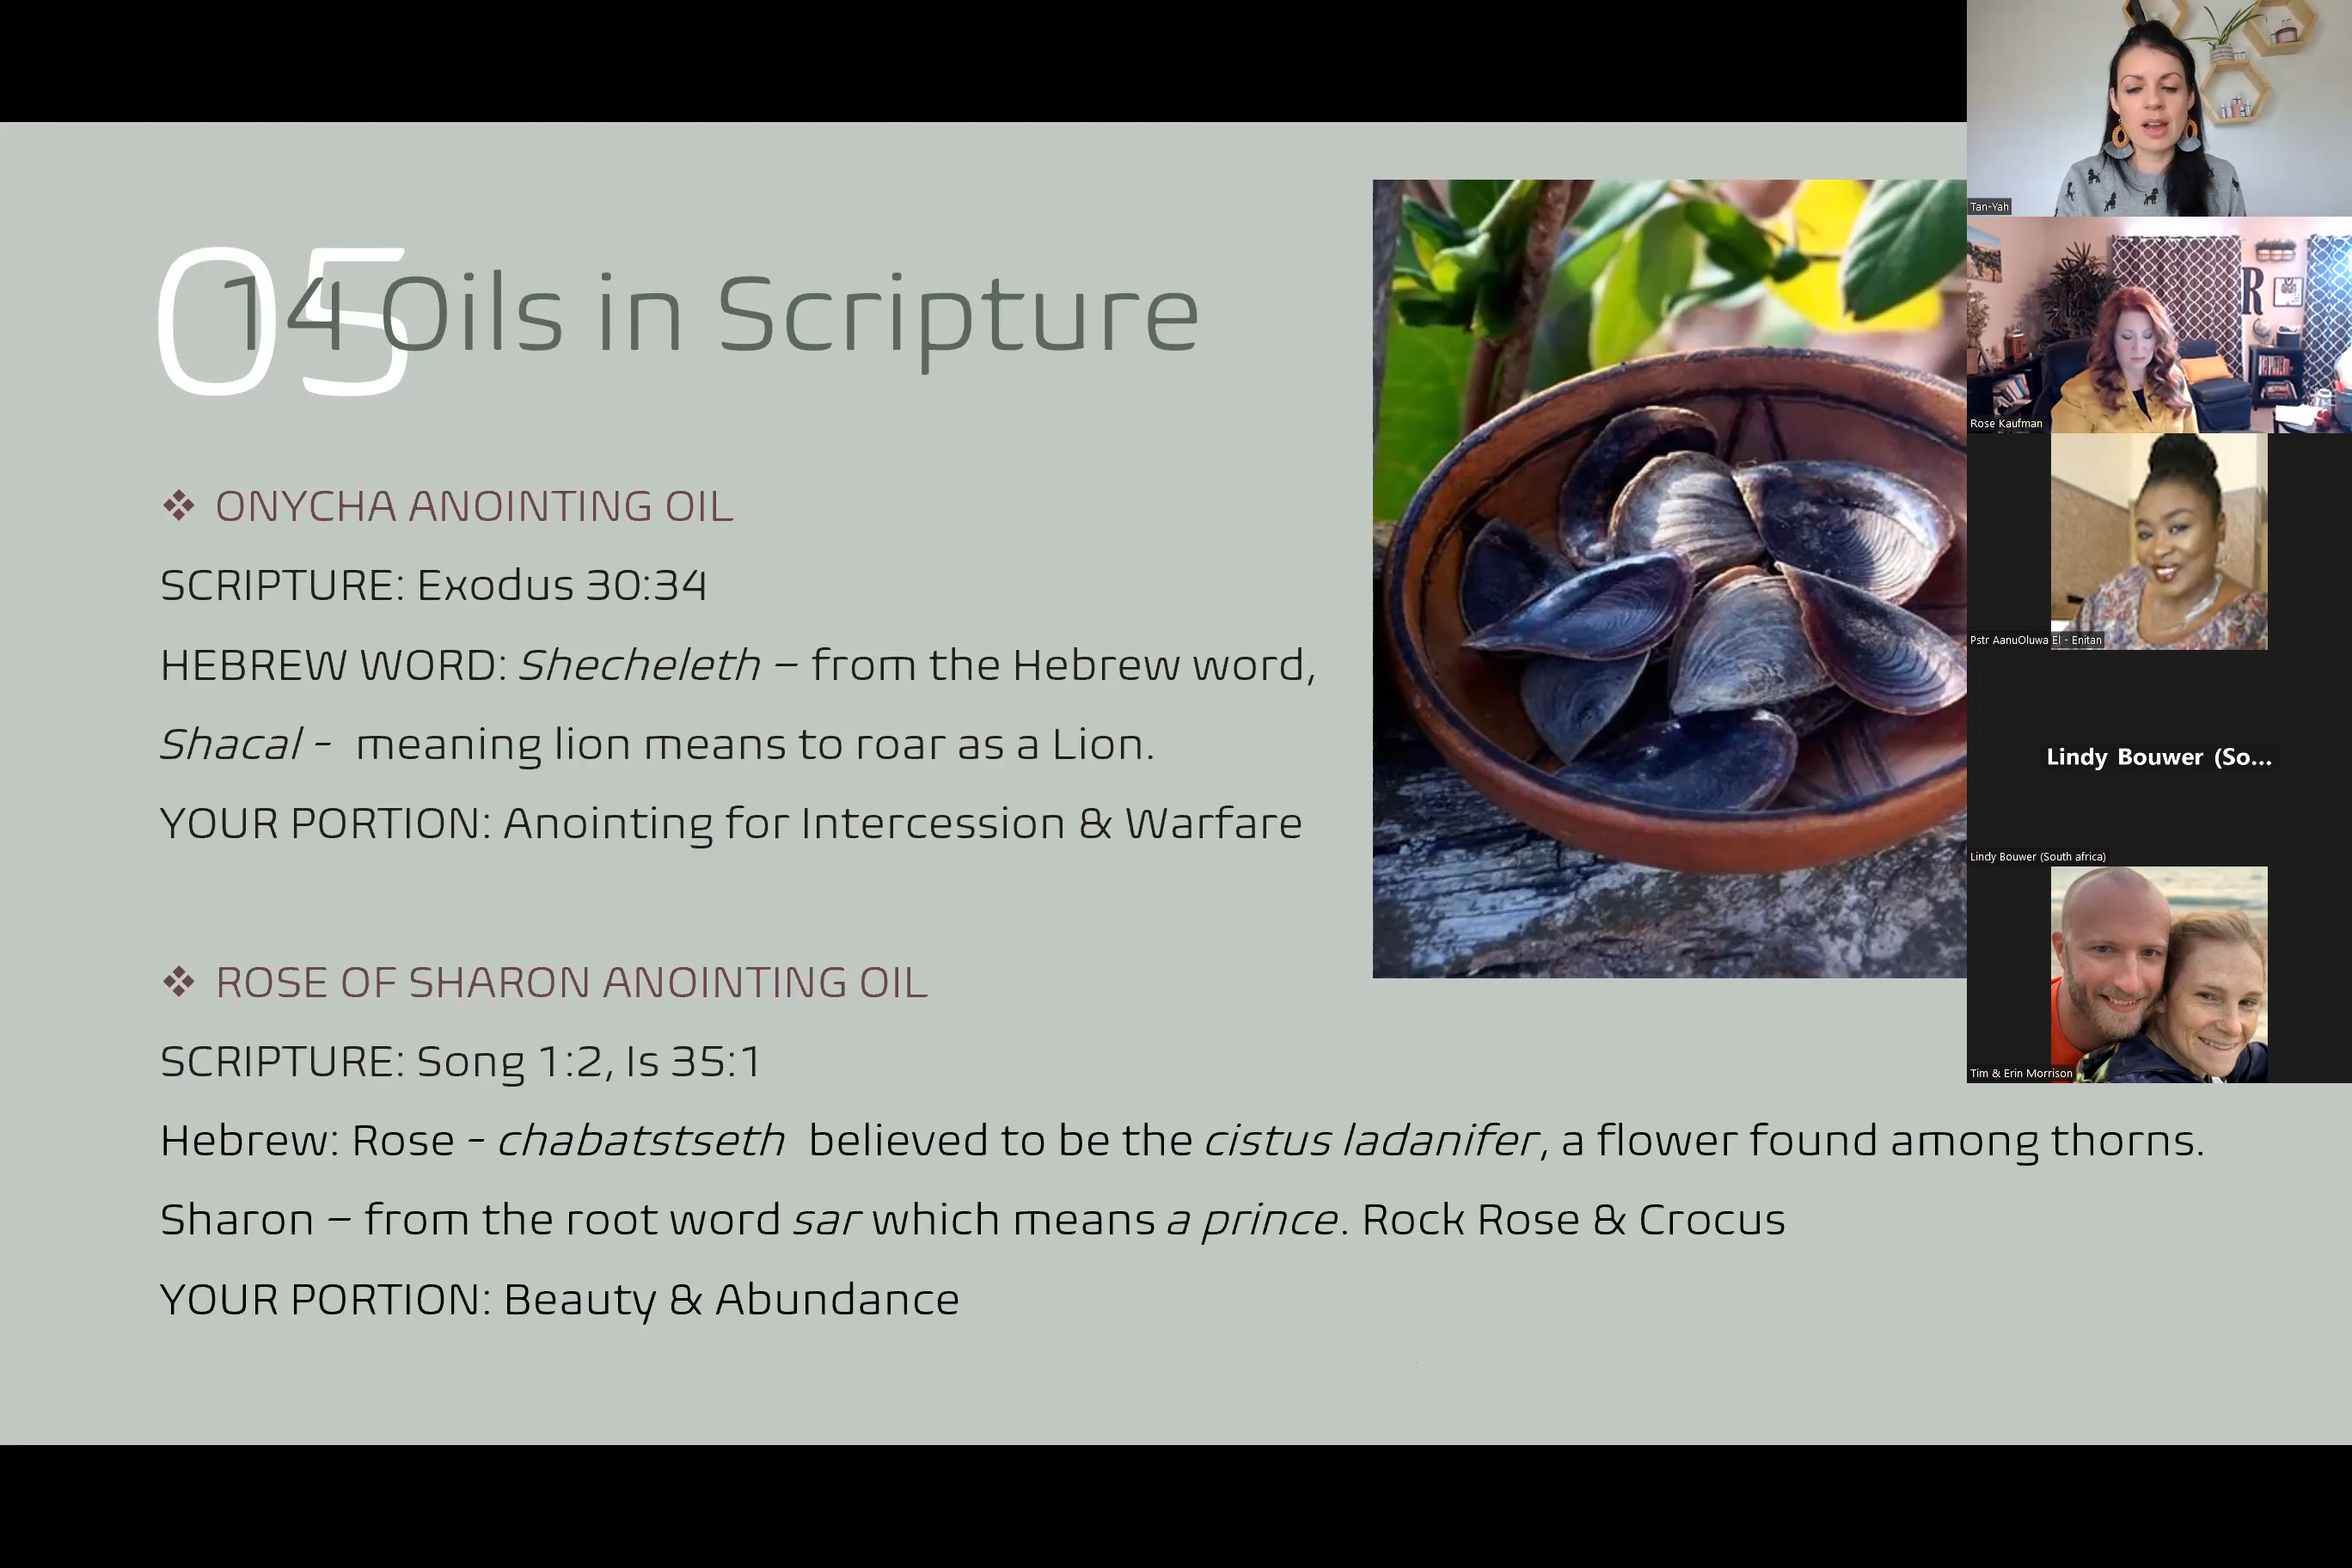 05
14 Oils in Scripture
❖ ONYCHA ANOINTING OIL
SCRIPTURE: Exodus 30:34
HEBREW WORD: Shecheleth – from the Hebrew word,
Shacal - meaning lion means to roar as a Lion.
YOUR PORTION: Anointing for Intercession & Warfare
❖ ROSE OF SHARON ANOINTING OIL
SCRIPTURE: Song 1:2, Is 35:1
Hebrew: Rose - chabatstseth believed to be the cistus ladanifer, a flower found among thorns.
Sharon – from the root word sar which means a prince. Rock Rose & Crocus
YOUR PORTION: Beauty & Abundance
Tan-Yah
R
Rose Kaufman
Pstr AanuOluwa El - Enitan
Lindy Bouwer (So...
Lindy Bouwer (South africa)
Tim & Erin Morrison